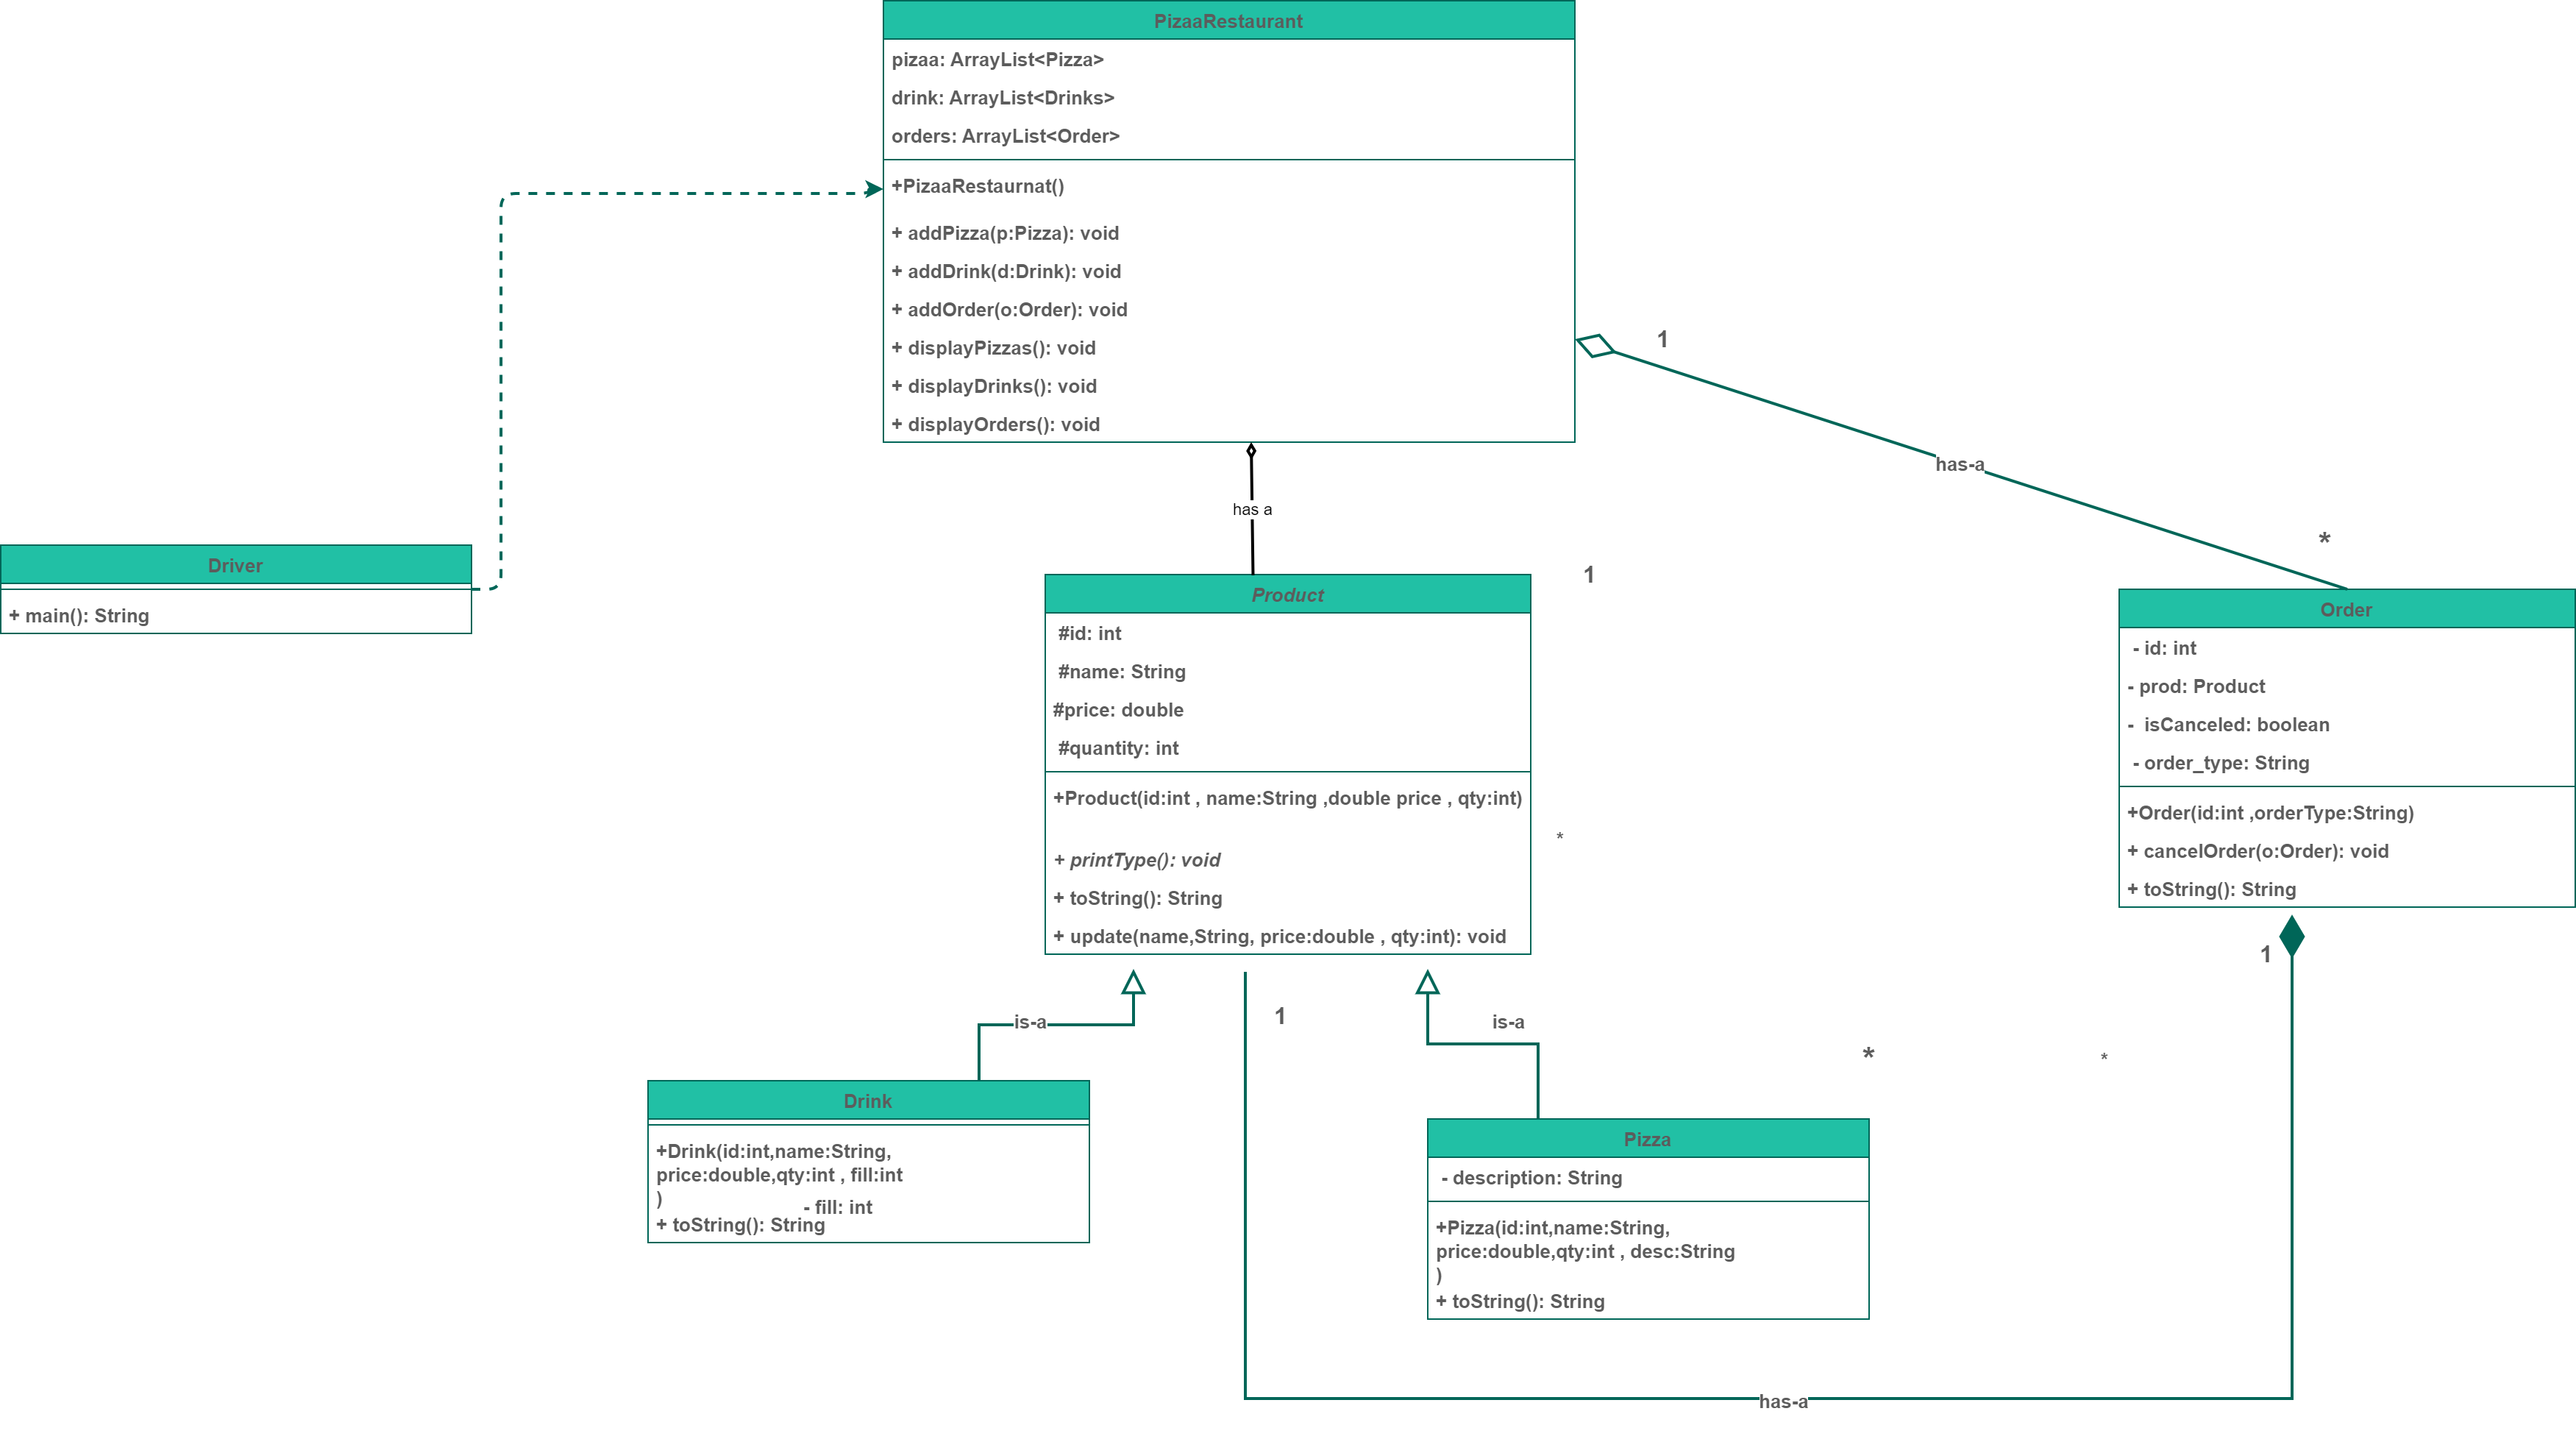 PizaaRestaurant
pizaa: ArrayList<Pizza>
drink: ArrayList<Drinks>
orders: ArrayList<Order>
+PizaaRestaurnat()
+ addPizza(p:Pizza): void
+ addDrink(d:Drink): void
+ addOrder(o:Order): void
+ displayPizzas(): void
+ displayDrinks(): void
+ displayOrders(): void
1
has-a
*
has a
1
Driver
+ main(): String
Product
#id: int
#name: String
#price: double
#quantity: int
+Product(id:int , name:String ,double price , qty:int)
+ printType(): void
+ toString(): String
+ update(name,String, price:double , qty:int): void
*
Order
- id: int
- prod: Product
- isCanceled: boolean
- order_type: String
+Order(id:int ,orderType:String)
+ cancelOrder(o:Order): void
+ toString(): String
1
is-a
1
is-a
*
*
Drink
+Drink(id:int,name:String,
price:double,qty:int , fill:int
)
- fill: int
+ toString(): String
Pizza
- description: String
+Pizza(id:int,name:String,
price:double,qty:int , desc:String
)
+ toString(): String
has-a